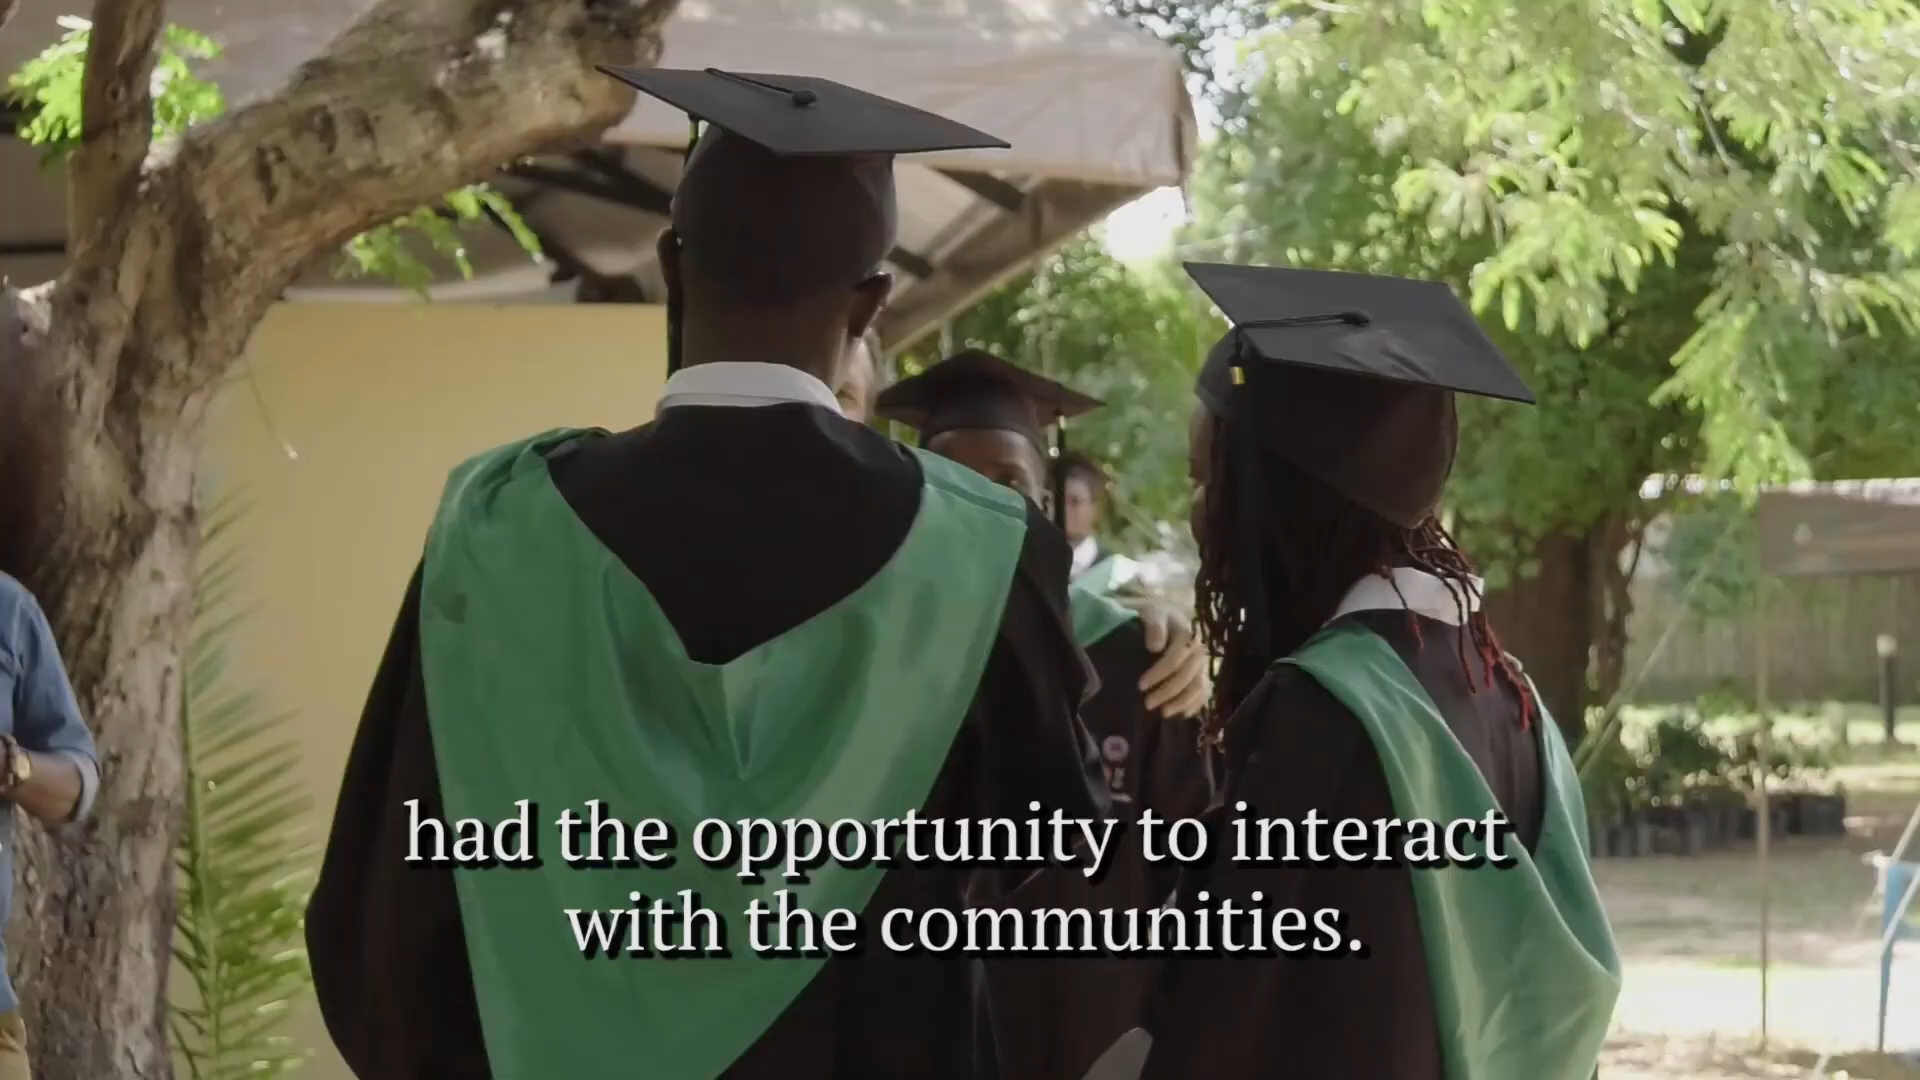 had the opportunity to interact
with the communities.